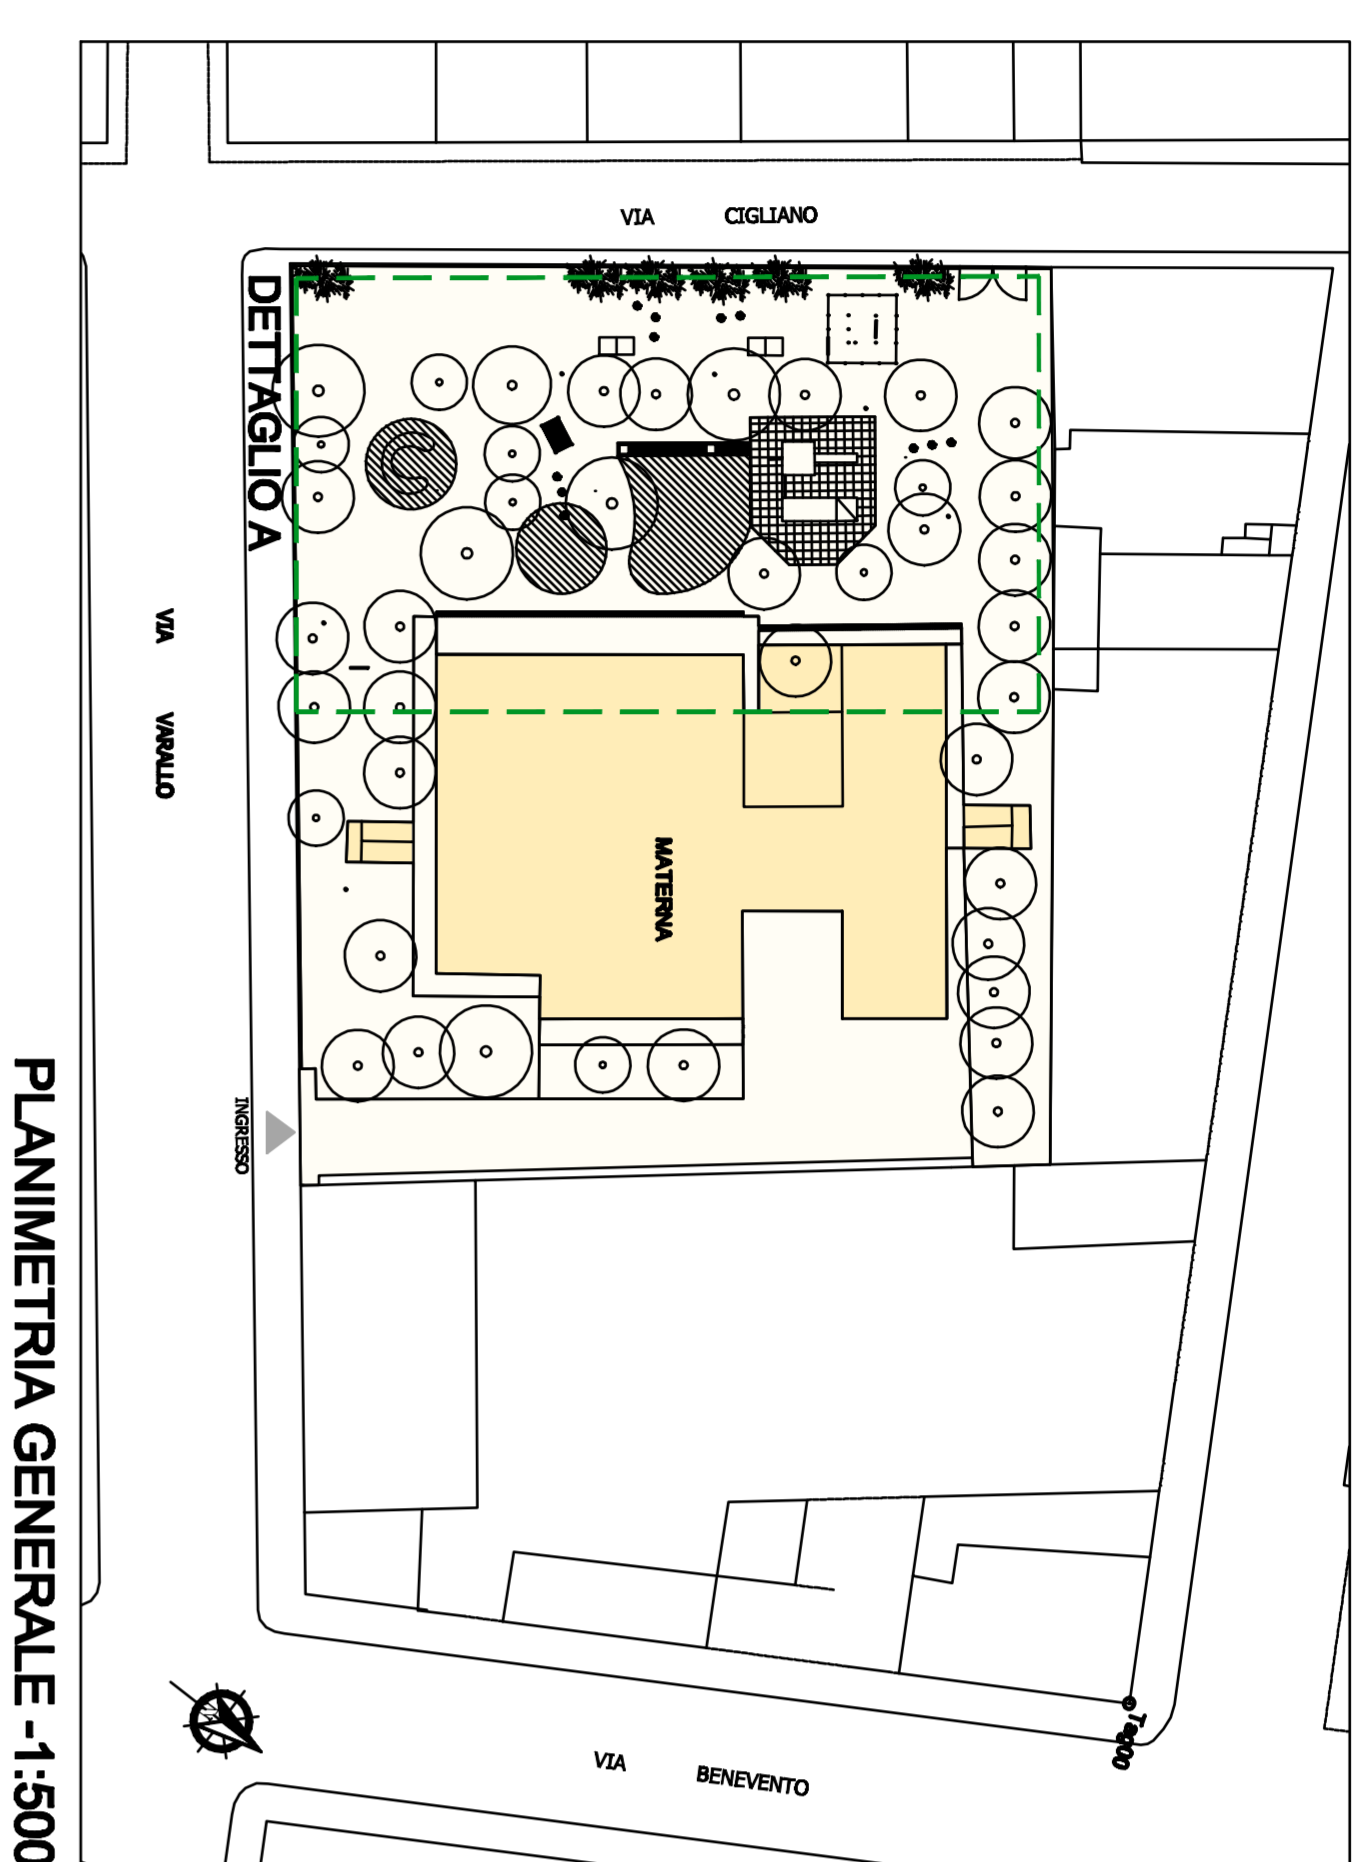 VIA CIGLIANO
DETTAGLIO A
VIA VARALLO
MATERNA
INGRESSO
PLANIMETRIA GENERALE -1:500
VIA BENEVENTO